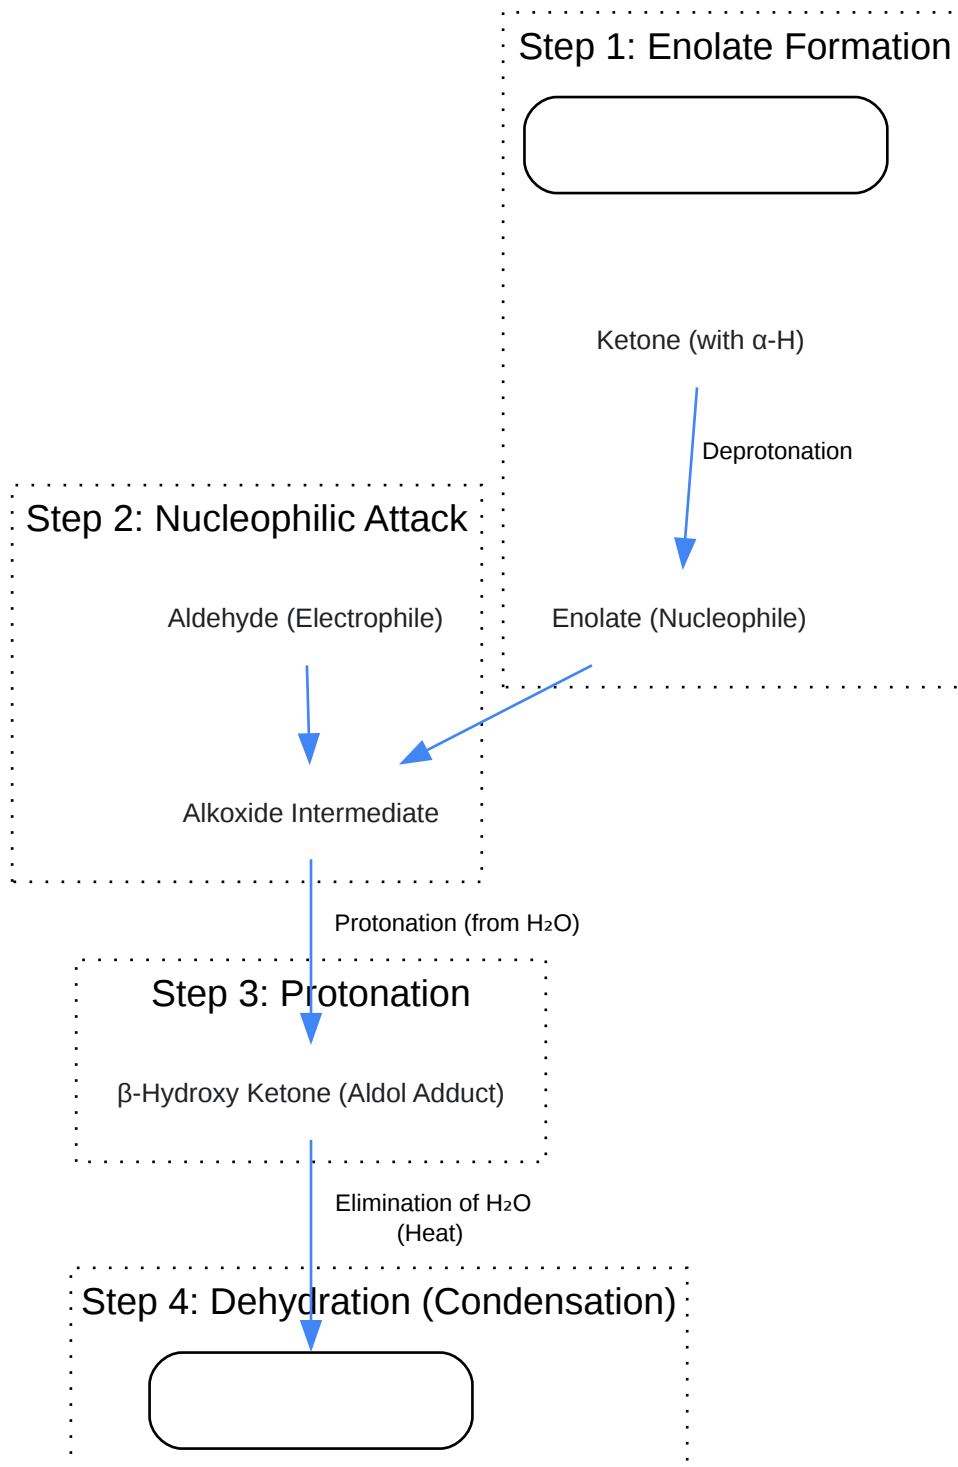 Step 1: Enolate Formation
Ketone (with α-H)
Deprotonation
Enolate (Nucleophile)
Step 2: Nucleophilic Attack
Aldehyde (Electrophile)
Alkoxide Intermediate
Protonation (from H₂O)
Step 3: Protonation
β-Hydroxy Ketone (Aldol Adduct)
Elimination of H₂O
(Heat)
Step 4: Dehydration (Condensation)